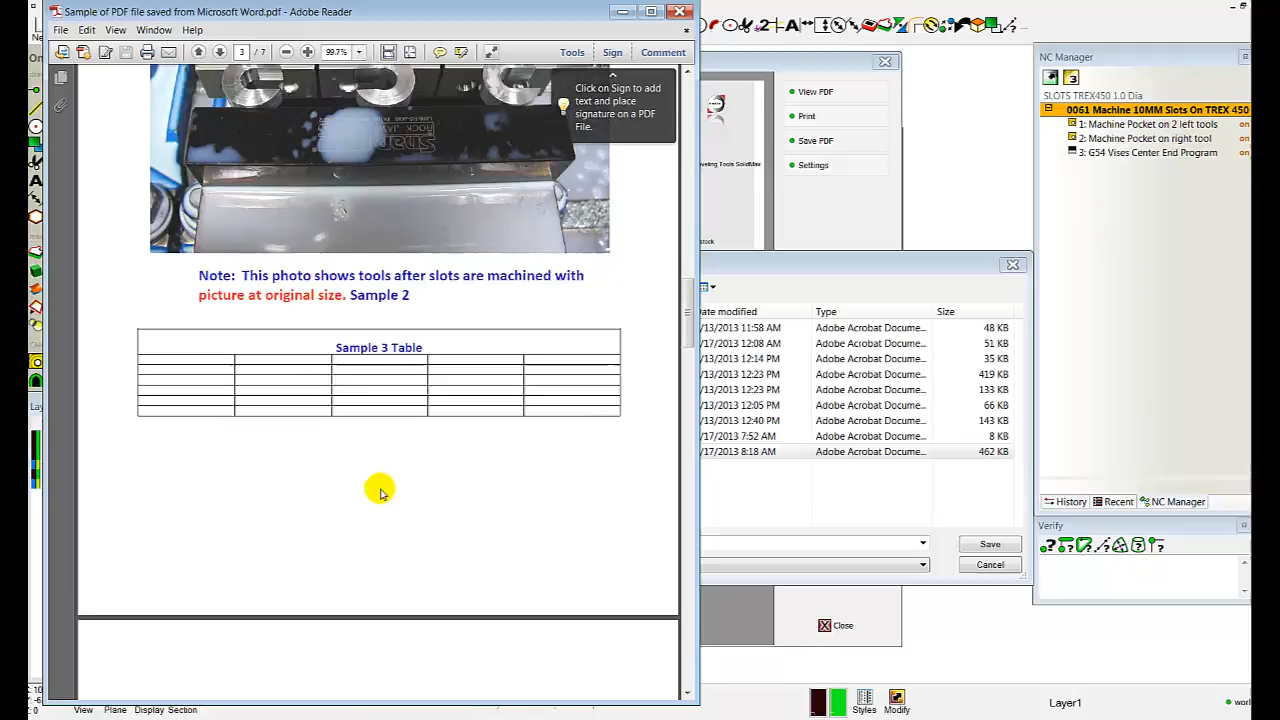 Sample of PDF file saved from Microsoft Word.pdf - Adobe Reader
File Edit View Window Help
3 / 7 99.7% Tools Sign Comment
Click on Sign to add
text and place
signature on a PDF
File.
Note: This photo shows tools after slots are machined with
picture at original size. Sample 2
Sample 3 Table
View PDF
Print
Save PDF
Settings
Date modified Type Size
/13/2013 11:58 AM Adobe Acrobat Docume... 48 KB
/17/2013 12:08 AM Adobe Acrobat Docume... 51 KB
/13/2013 12:14 PM Adobe Acrobat Docume... 35 KB
/13/2013 12:23 PM Adobe Acrobat Docume... 419 KB
/13/2013 12:23 PM Adobe Acrobat Docume... 133 KB
/13/2013 12:05 PM Adobe Acrobat Docume... 66 KB
/13/2013 12:40 PM Adobe Acrobat Docume... 143 KB
/17/2013 7:52 AM Adobe Acrobat Docume... 8 KB
/17/2013 8:18 AM Adobe Acrobat Docume... 462 KB
Save
Cancel
Close
NC Manager
SLOTS TREX450 1.0 Dia
0061 Machine 10MM Slots On TREX 450
1: Machine Pocket on 2 left tools on
2: Machine Pocket on right tool on
3: G54 Vises Center End Program on
History Recent NC Manager
Verify
Styles Modify Layer1
View Plane Display Section